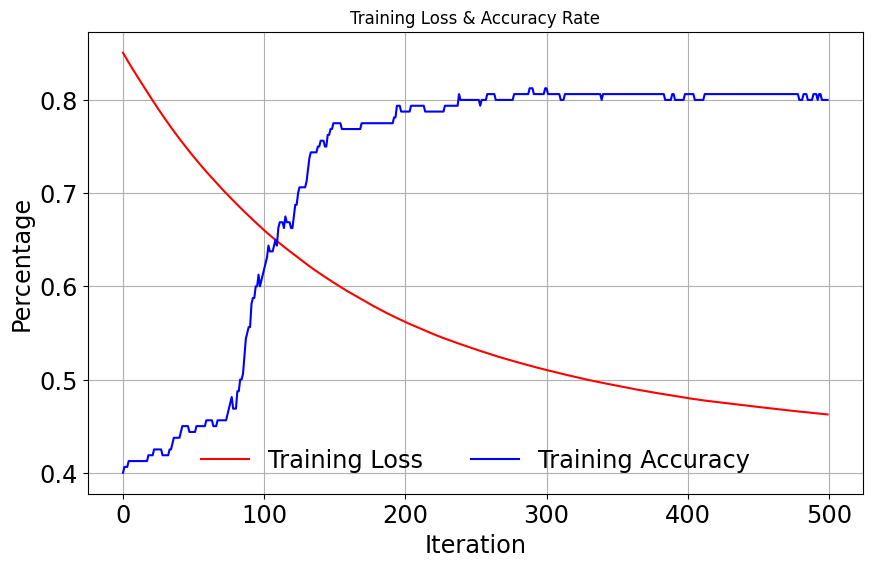 Training Loss & Accuracy Rate
Percentage
0.8
0.7
0.6
0.5
0.4
Training Loss Training Accuracy
0 100 200 300 400 500
Iteration